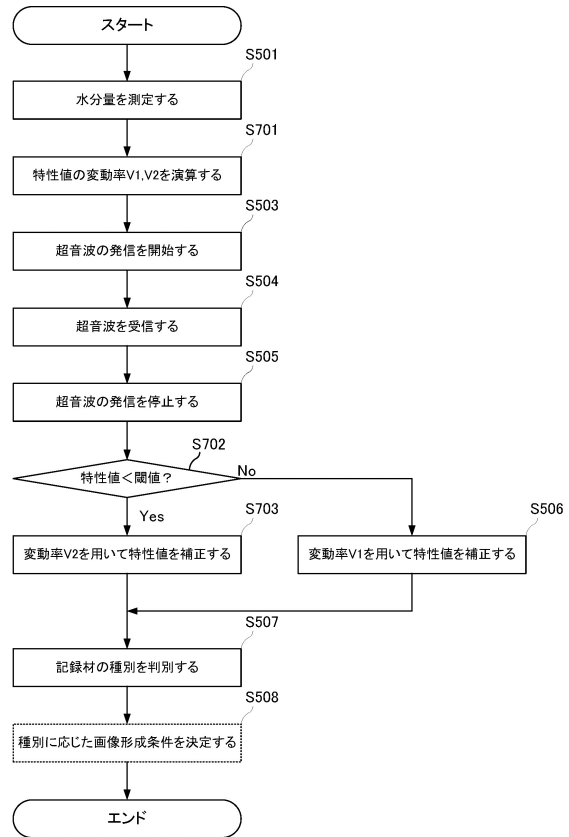 スタート
S501
水分量を測定する
S701
特性値の変動率V1,V2を演算する
S503
超音波の発信を開始する
S504
超音波を受信する
S505
超音波の発信を停止する
S702
特性値＜閾値？
No
Yes
S703
変動率V2を用いて特性値を補正する
S506
変動率V1を用いて特性値を補正する
S507
記録材の種別を判別する
S508
種別に応じた画像形成条件を決定する
エンド